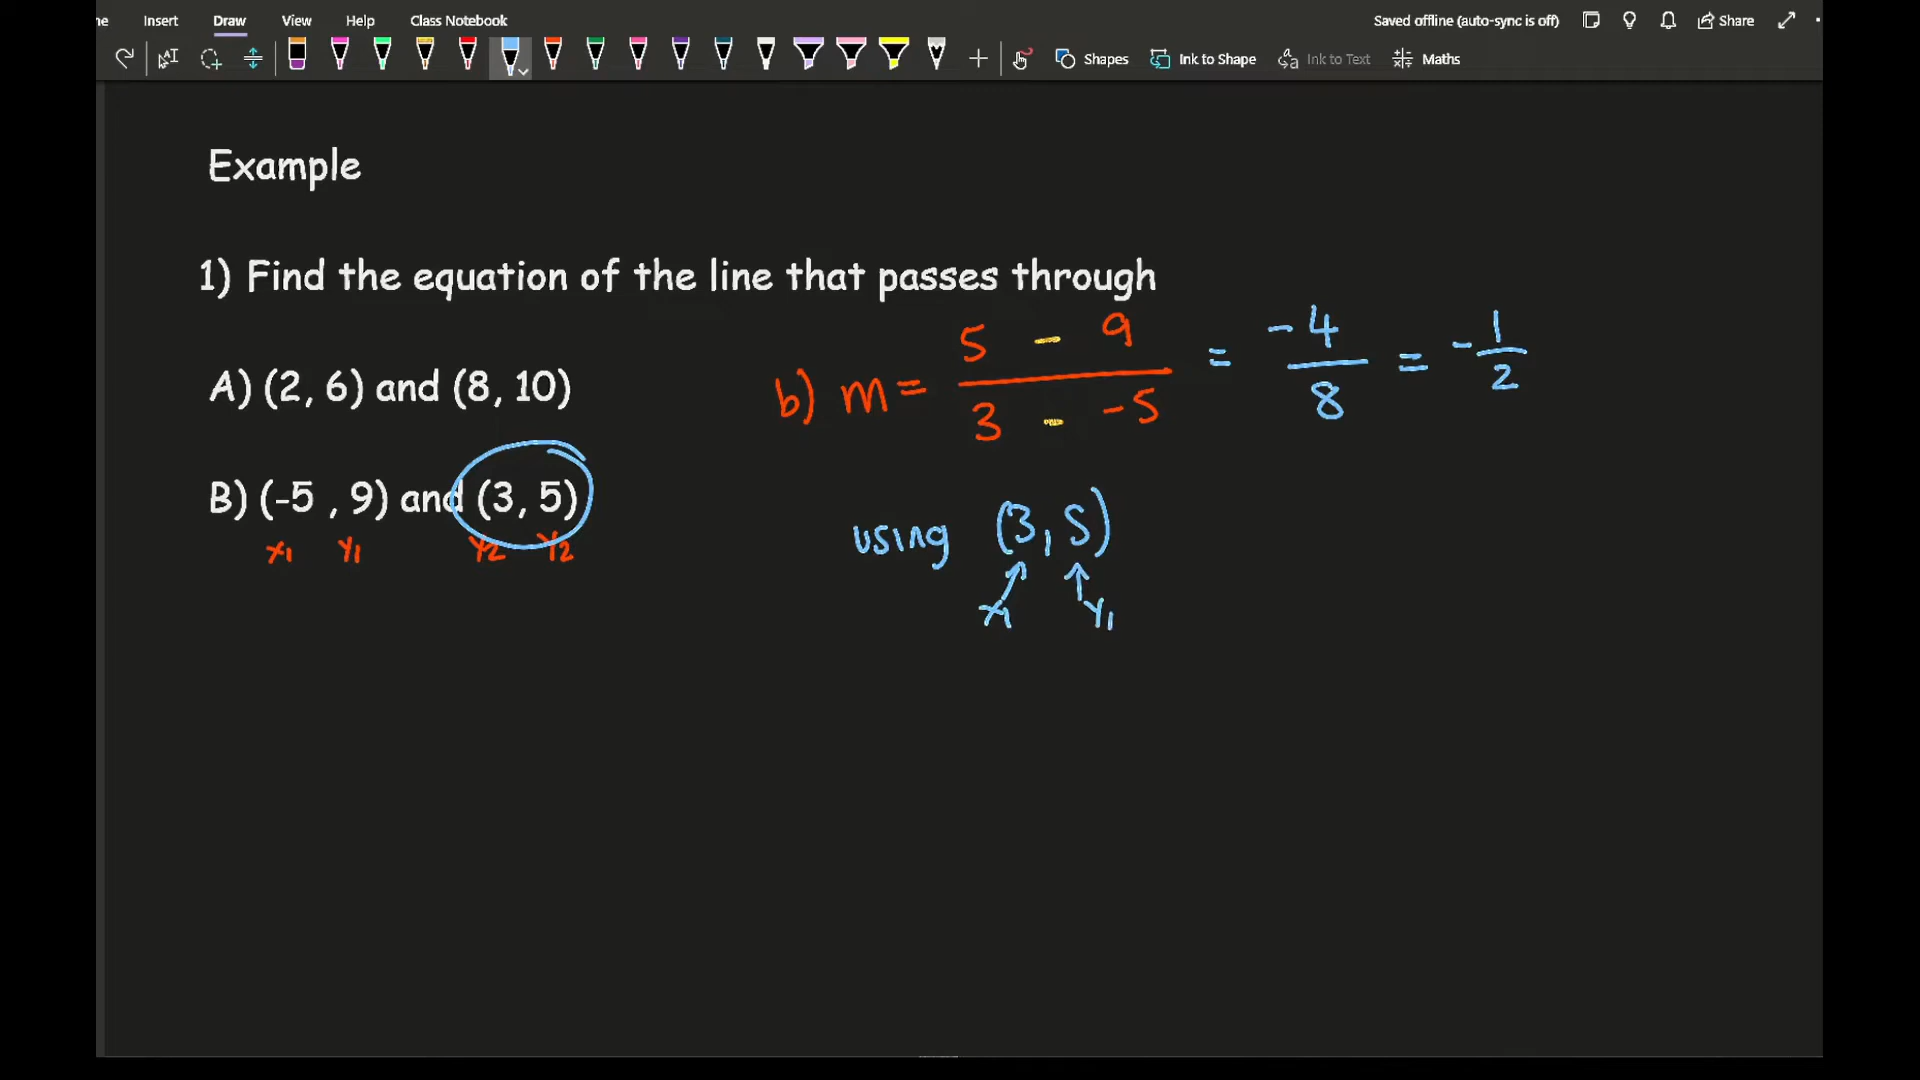 ne Insert Draw View Help Class Notebook Saved offline (auto-sync is off) Share
Shapes Ink to Shape Ink to Text Maths
Example
1) Find the equation of the line that passes through
A) (2, 6) and (8, 10)
B) (-5 , 9) and (3, 5)
x₁ y₁ y₂ y₂
b) m = 5 - 9 / 3 - -5 = -4 / 8 = - 1 / 2
using (3, 5)
x₁ y₁